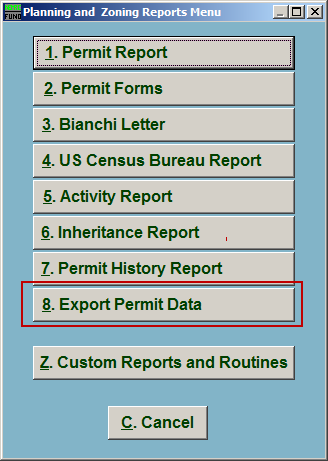 FUND Planning and Zoning Reports Menu
1. Permit Report
2. Permit Forms
3. Bianchi Letter
4. US Census Bureau Report
5. Activity Report
6. Inheritance Report
7. Permit History Report
8. Export Permit Data
Z. Custom Reports and Routines
C. Cancel